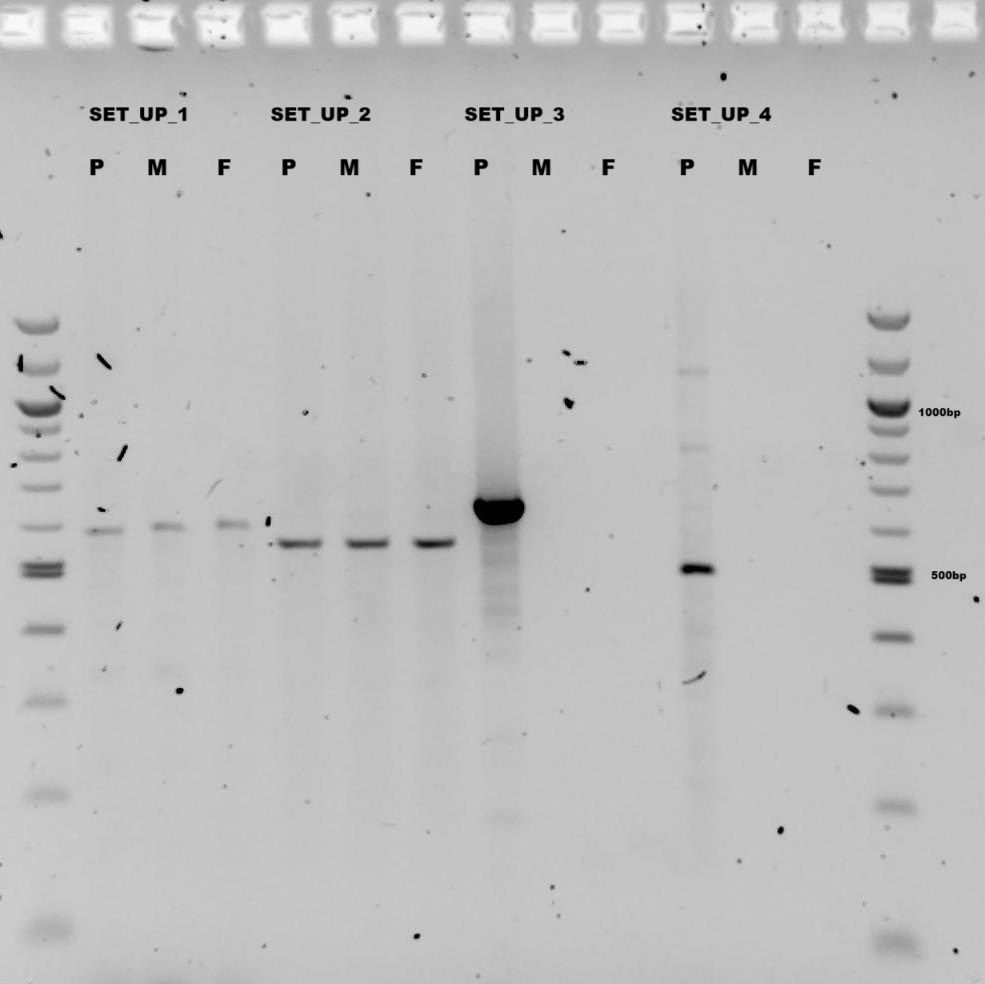 SET_UP_1 SET_UP_2 SET_UP_3 SET_UP_4
P M F P M F P M F P M F
1000bp
500bp